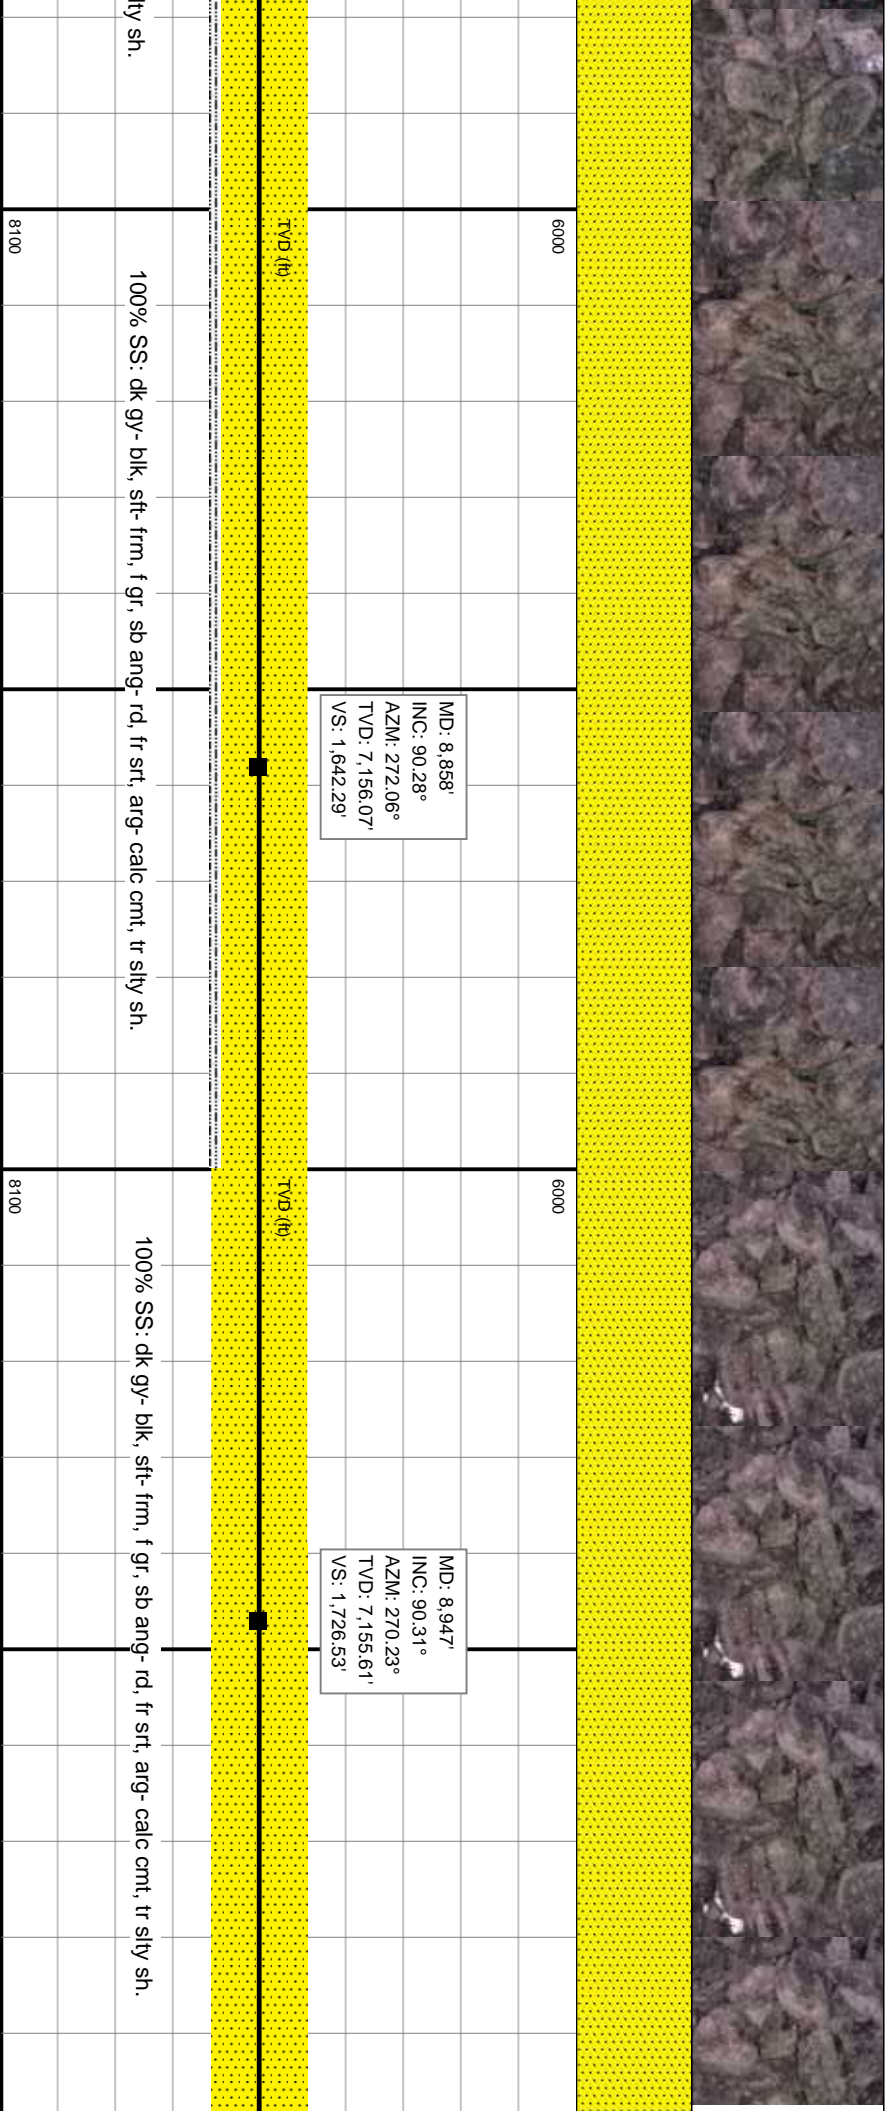 lty sh.
8100
TVD (ft)
6000
100% SS: dk gy- blk, sft- frm, f gr, sb ang- rd, fr srt, arg- calc cmt, tr slty sh.
MD: 8,858'
INC: 90.28°
AZM: 272.06°
TVD: 7,156.07'
VS: 1,642.29'
8100
TVD (ft)
6000
100% SS: dk gy- blk, sft- frm, f gr, sb ang- rd, fr srt, arg- calc cmt, tr slty sh.
MD: 8,947'
INC: 90.31°
AZM: 270.23°
TVD: 7,155.61'
VS: 1,726.53'